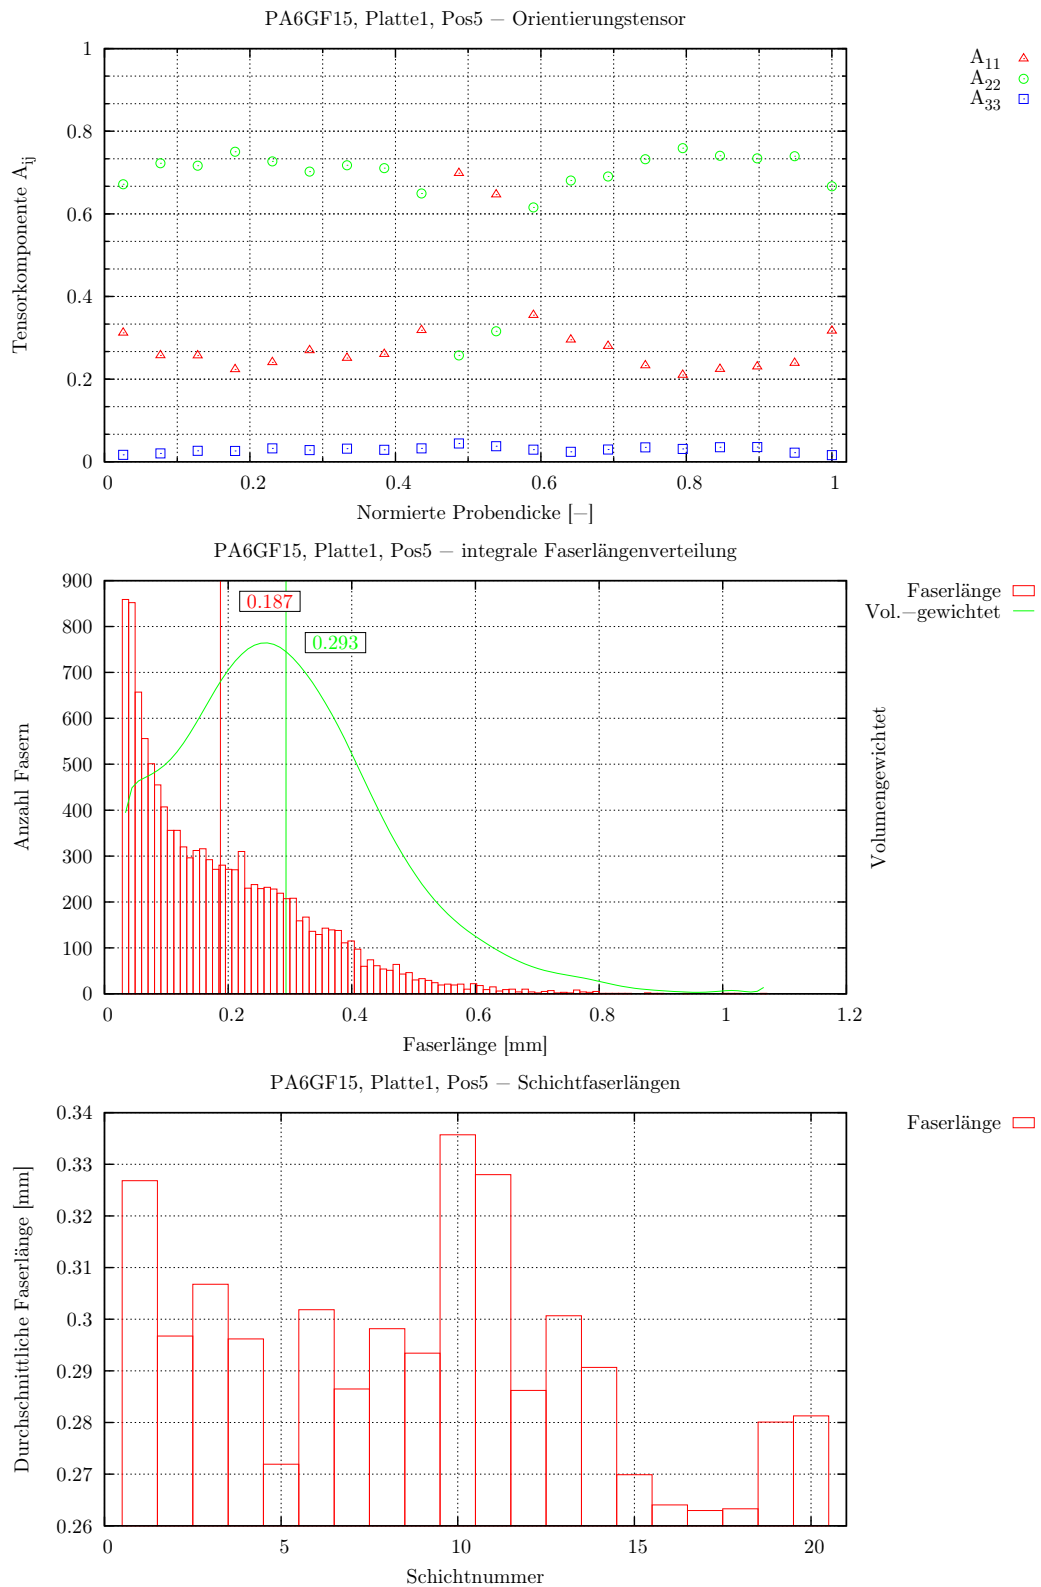 PA6GF15, Platte1, Pos5 − Orientierungstensor
A11
A22
A33
Tensorkomponente Aij
1
0.8
0.6
0.4
0.2
0
0 0.2 0.4 0.6 0.8 1
Normierte Probendicke [−]
PA6GF15, Platte1, Pos5 − integrale Faserlängenverteilung
Faserlänge
Vol.−gewichtet
0.187
0.293
Anzahl Fasern
Volumengewichtet
900
800
700
600
500
400
300
200
100
0
0 0.2 0.4 0.6 0.8 1 1.2
Faserlänge [mm]
PA6GF15, Platte1, Pos5 − Schichtfaserlängen
Faserlänge
Durchschnittliche Faserlänge [mm]
0.34
0.33
0.32
0.31
0.3
0.29
0.28
0.27
0.26
0 5 10 15 20
Schichtnummer